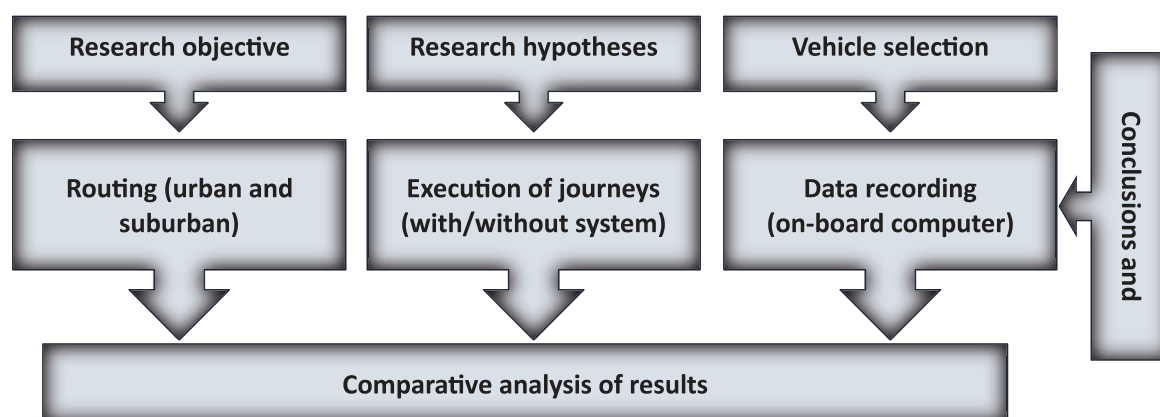 Research objective
Research hypotheses
Vehicle selection
Routing (urban and
suburban)
Execution of journeys
(with/without system)
Data recording
(on-board computer)
Conclusions and
Comparative analysis of results